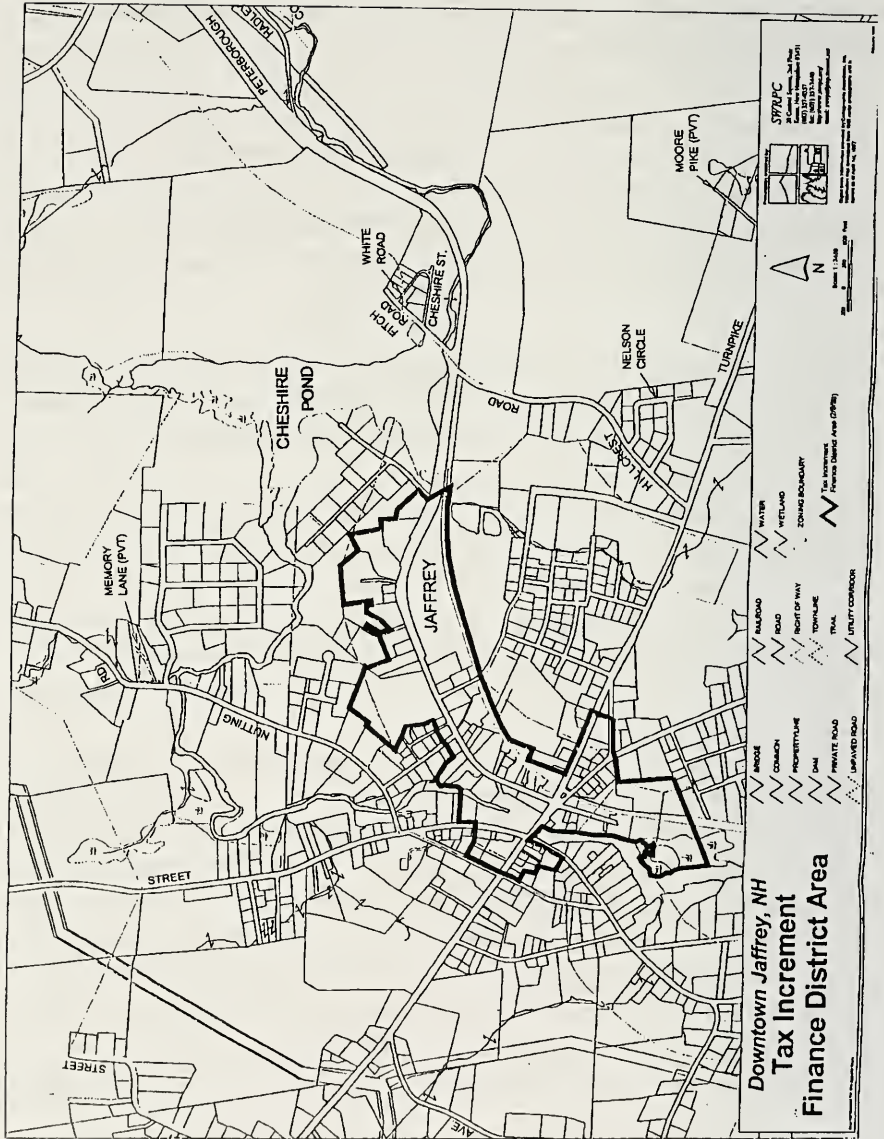 PETERBOROUGH
HADLEY
CO
MOORE
PIKE (PVT)
WHITE
ROAD
FITCH
ROAD
CHESHIRE ST.
CHESHIRE
POND
NELSON
CIRCLE
TURNPIKE
ROAD
HILLCREST
MEMORY
LANE (PVT)
RD
NUTTING
JAFFREY
STREET
STREET
AVE
Downtown Jaffrey, NH
Tax Increment
Finance District Area
BRIDGE
COMMON
PROPERTYLINE
DAM
PRIVATE ROAD
UNPAVED ROAD
RAILROAD
ROAD
RIGHT OF WAY
TOWNLINE
TRAIL
UTILITY CORRIDOR
WATER
WETLAND
ZONING BOUNDARY
Tax Increment
Finance District Area
N
SWRPC